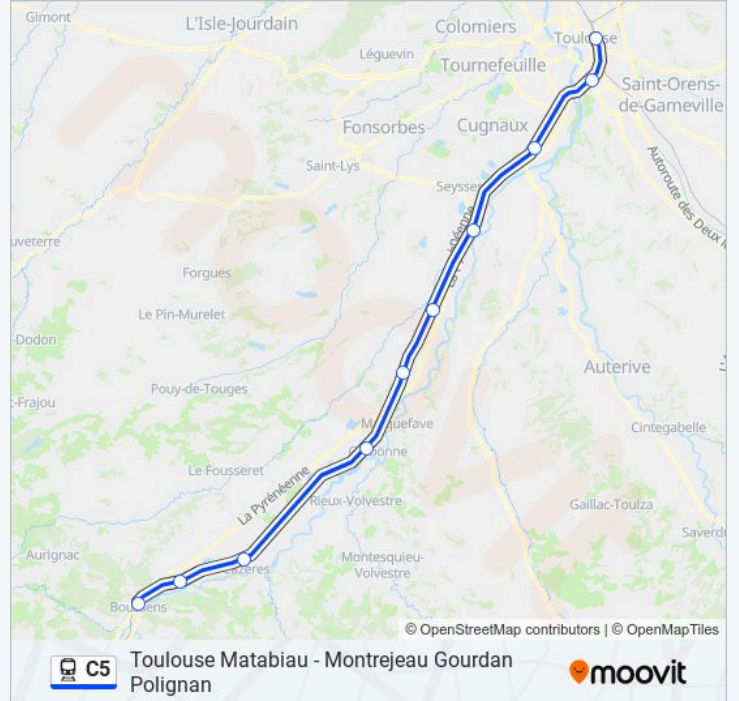 Gimont
L'Isle-Jourdain
Colomiers
Toulouse
Léguevin
Tournefeuille
Saint-Orens-
de-Gameville
Fonsorbes
Cugnaux
Saint-Lys
Seysses
Autoroute des Deux
uveterre
Forgues
Le Pin-Murelet
-Dodon
Auterive
c-Frajou
Pouy-de-Touges
Cintegabelle
Marquefave
Carbonne
Le Fousseret
La Pyrénéenne
Rieux-Volvestre
Gaillac-Toulza
Saverdu
Aurignac
Montesquieu-
Volvestre
Cazères
Boussens
© OpenStreetMap contributors | © OpenMapTiles
C5
Toulouse Matabiau - Montrejeau Gourdan
Polignan
moovit